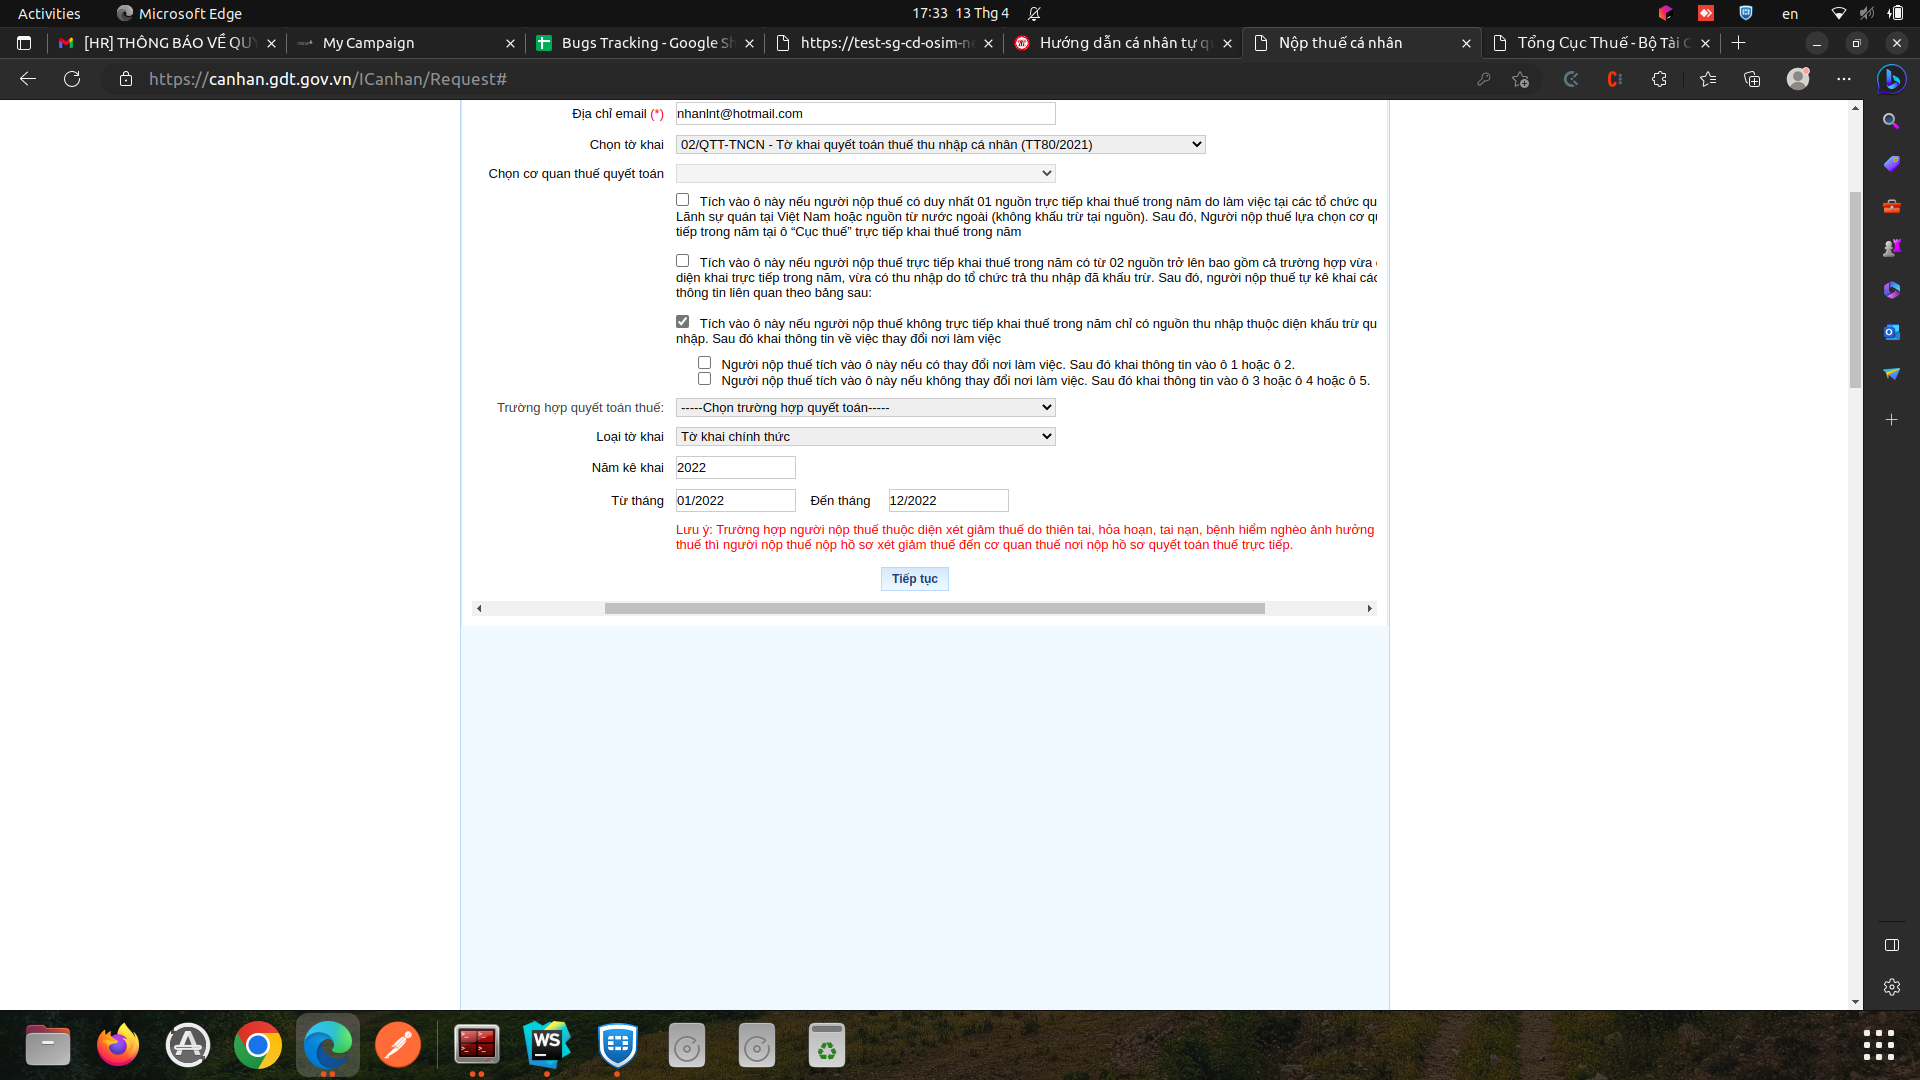 Activities
Microsoft Edge
17:33 13 Thg 4
en
[HR] THÔNG BÁO VỀ QUY
My Campaign
Bugs Tracking - Google Sh
https://test-sg-cd-osim-ne
Hướng dẫn cá nhân tự q
Nộp thuế cá nhân
Tổng Cục Thuế - Bộ Tài C
https://canhan.gdt.gov.vn/ICanhan/Request#
Địa chỉ email (*)
nhanlnt@hotmail.com
Chọn tờ khai
02/QTT-TNCN - Tờ khai quyết toán thuế thu nhập cá nhân (TT80/2021)
Chọn cơ quan thuế quyết toán
Tích vào ô này nếu người nộp thuế có duy nhất 01 nguồn trực tiếp khai thuế trong năm do làm việc tại các tổ chức qu
Lãnh sự quán tại Việt Nam hoặc nguồn từ nước ngoài (không khấu trừ tại nguồn). Sau đó, Người nộp thuế lựa chọn cơ qu
tiếp trong năm tại ô “Cục thuế” trực tiếp khai thuế trong năm
Tích vào ô này nếu người nộp thuế trực tiếp khai thuế trong năm có từ 02 nguồn trở lên bao gồm cả trường hợp vừa
diện khai trực tiếp trong năm, vừa có thu nhập do tổ chức trả thu nhập đã khấu trừ. Sau đó, người nộp thuế tự kê khai các
thông tin liên quan theo bảng sau:
Tích vào ô này nếu người nộp thuế không trực tiếp khai thuế trong năm chỉ có nguồn thu nhập thuộc diện khấu trừ qu
nhập. Sau đó khai thông tin về việc thay đổi nơi làm việc
Người nộp thuế tích vào ô này nếu có thay đổi nơi làm việc. Sau đó khai thông tin vào ô 1 hoặc ô 2.
Người nộp thuế tích vào ô này nếu không thay đổi nơi làm việc. Sau đó khai thông tin vào ô 3 hoặc ô 4 hoặc ô 5.
Trường hợp quyết toán thuế:
-----Chọn trường hợp quyết toán-----
Loại tờ khai
Tờ khai chính thức
Năm kê khai
2022
Từ tháng
01/2022
Đến tháng
12/2022
Lưu ý: Trường hợp người nộp thuế thuộc diện xét giảm thuế do thiên tai, hỏa hoạn, tai nạn, bệnh hiểm nghèo ảnh hưởng
thuế thì người nộp thuế nộp hồ sơ xét giảm thuế đến cơ quan thuế nơi nộp hồ sơ quyết toán thuế trực tiếp.
Tiếp tục
WS